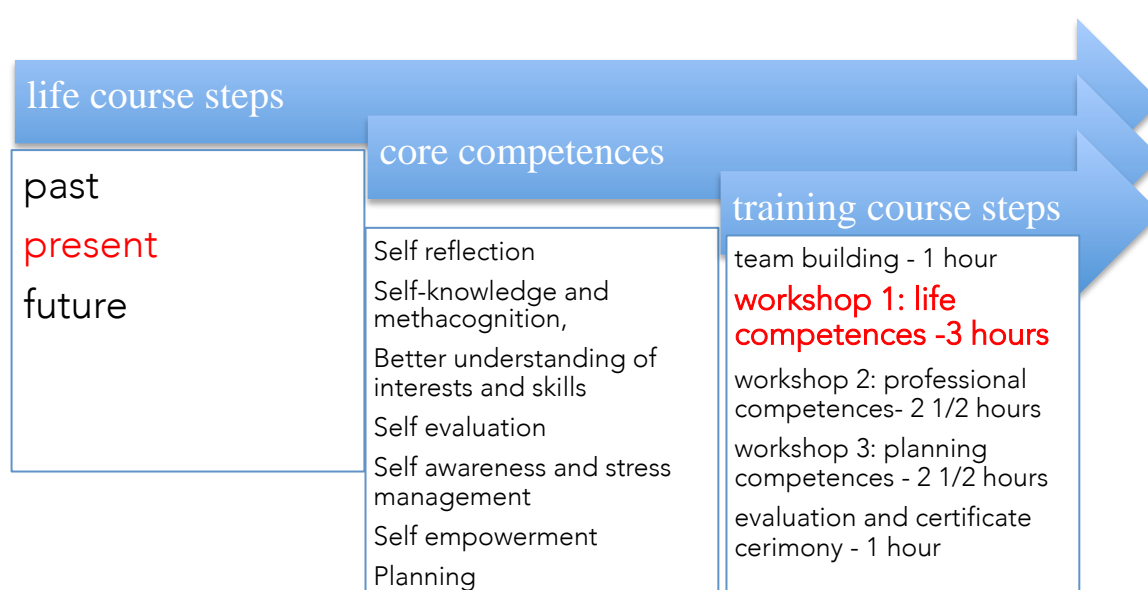 life course steps
past
present
future
core competences
Self reflection
Self-knowledge and
methacognition,
Better understanding of
interests and skills
Self evaluation
Self awareness and stress
management
Self empowerment
Planning
training course steps
team building - 1 hour
workshop 1: life
competences -3 hours
workshop 2: professional
competences- 2 1/2 hours
workshop 3: planning
competences - 2 1/2 hours
evaluation and certificate
cerimony - 1 hour